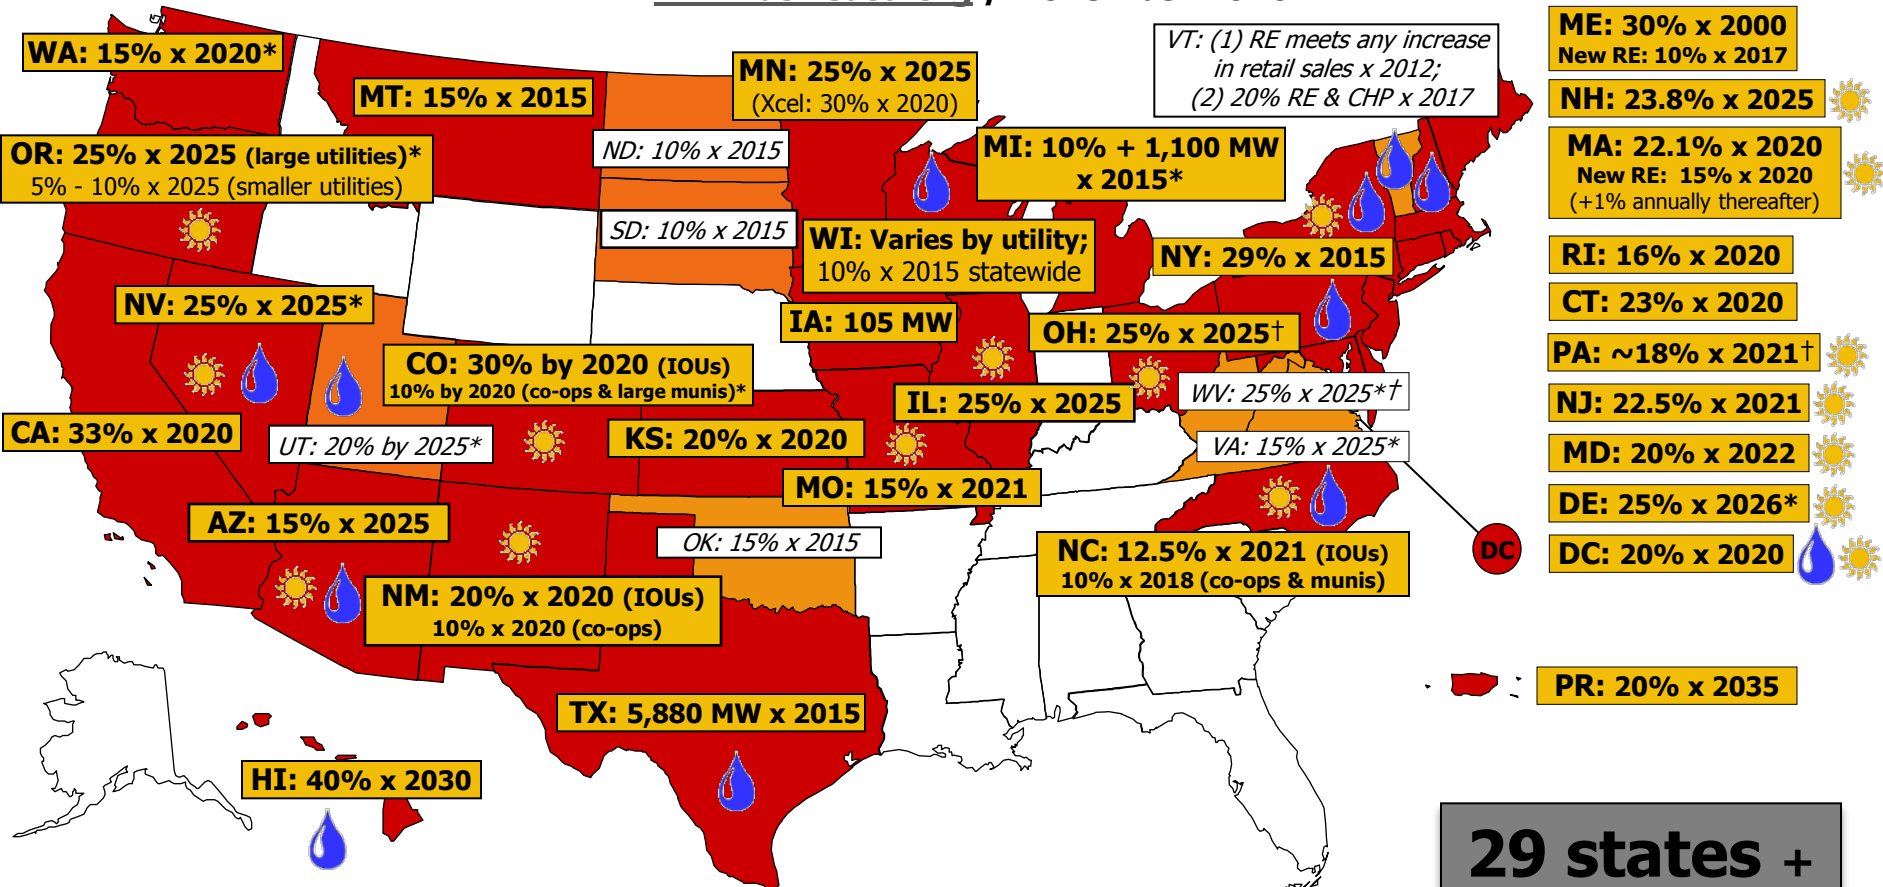 WA: 15% x 2020*
MT: 15% x 2015
MN: 25% x 2025
(Xcel: 30% x 2020)
VT: (1) RE meets any increase
in retail sales x 2012;
(2) 20% RE & CHP x 2017
ME: 30% x 2000
New RE: 10% x 2017
NH: 23.8% x 2025
OR: 25% x 2025 (large utilities)*
5% - 10% x 2025 (smaller utilities)
ND: 10% x 2015
MI: 10% + 1,100 MW
x 2015*
MA: 22.1% x 2020
New RE: 15% x 2020
(+1% annually thereafter)
SD: 10% x 2015
WI: Varies by utility;
10% x 2015 statewide
NY: 29% x 2015
RI: 16% x 2020
NV: 25% x 2025*
IA: 105 MW
OH: 25% x 2025†
CT: 23% x 2020
CO: 30% by 2020 (IOUs)
10% by 2020 (co-ops & large munis)*
PA: ~18% x 2021†
IL: 25% x 2025
WV: 25% x 2025*†
NJ: 22.5% x 2021
CA: 33% x 2020
UT: 20% by 2025*
KS: 20% x 2020
VA: 15% x 2025*
MD: 20% x 2022
MO: 15% x 2021
DE: 25% x 2026*
AZ: 15% x 2025
OK: 15% x 2015
NC: 12.5% x 2021 (IOUs)
10% x 2018 (co-ops & munis)
DC
DC: 20% x 2020
NM: 20% x 2020 (IOUs)
10% x 2020 (co-ops)
PR: 20% x 2035
TX: 5,880 MW x 2015
HI: 40% x 2030
29 states +